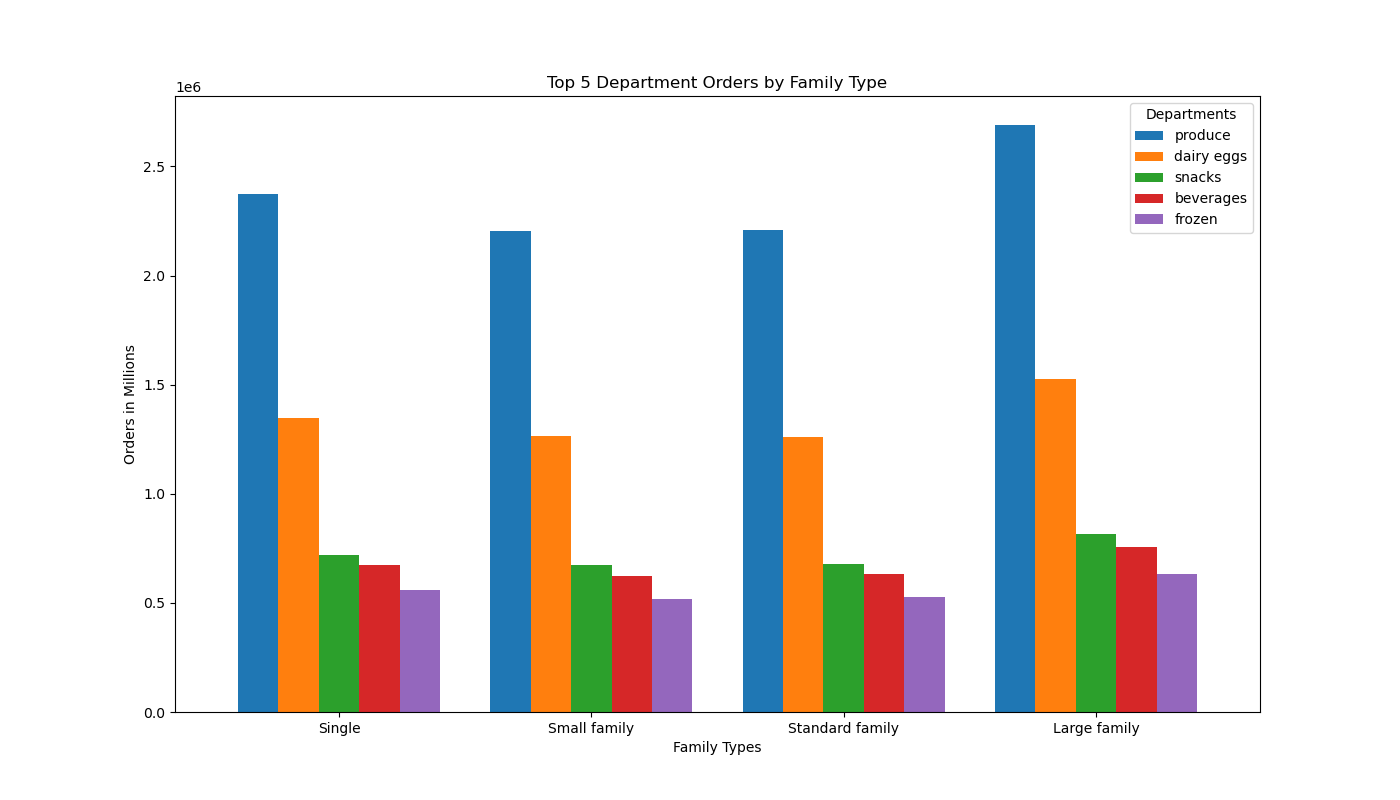 Top 5 Department Orders by Family Type
1e6
Departments
produce
dairy eggs
snacks
beverages
frozen
2.5
2.0
1.5
1.0
0.5
0.0
Orders in Millions
Single
Small family
Standard family
Large family
Family Types